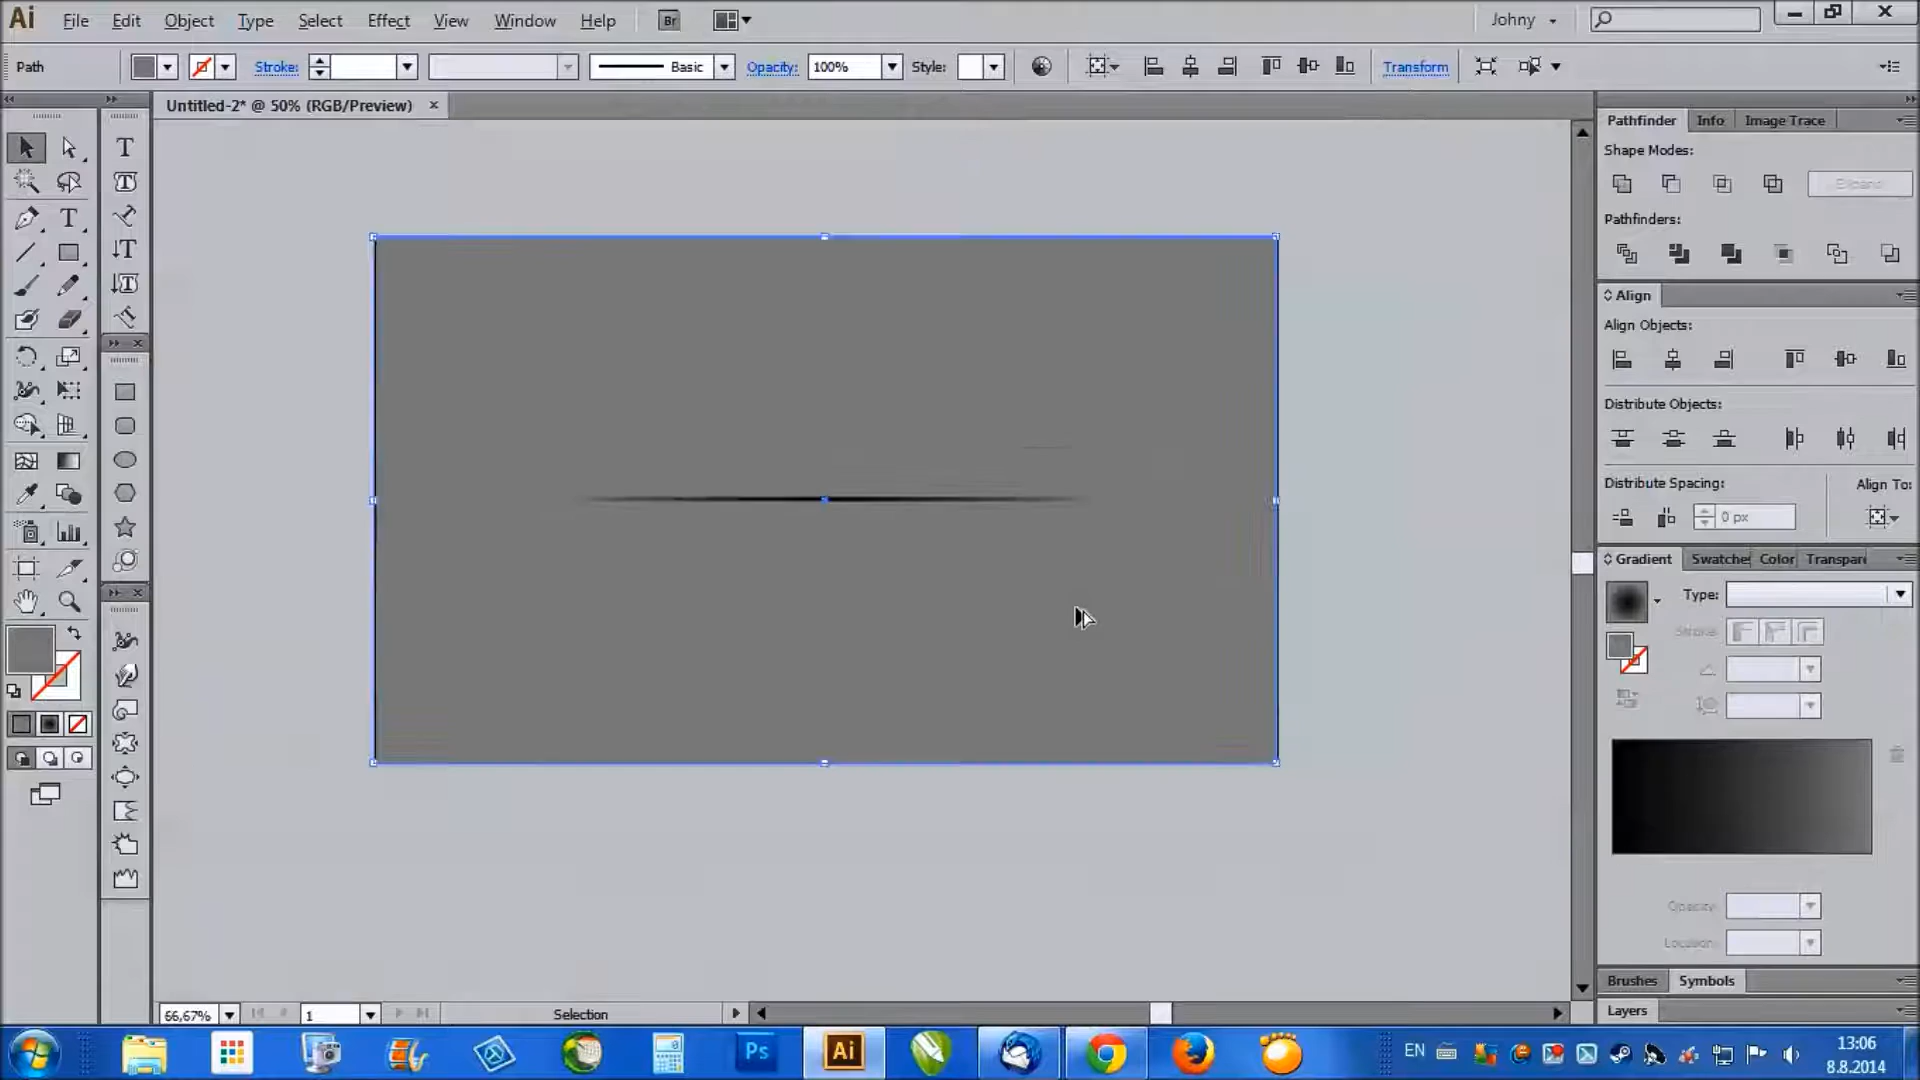 Ai File Edit Object Type Select Effect View Window Help Br Johny
Path Stroke: Basic Opacity: 100% Style: Transform
Untitled-2* @ 50% (RGB/Preview)
Pathfinder Info Image Trace
Shape Modes:
Expand
Pathfinders:
Align
Align Objects:
Distribute Objects:
Distribute Spacing: Align To:
0 px
Gradient Swatches Color Transpar
Type:
Stroke:
Opacity:
Location:
Brushes Symbols
Layers
66,67% 1 Selection
Ps Ai EN 13:06
8.8.2014